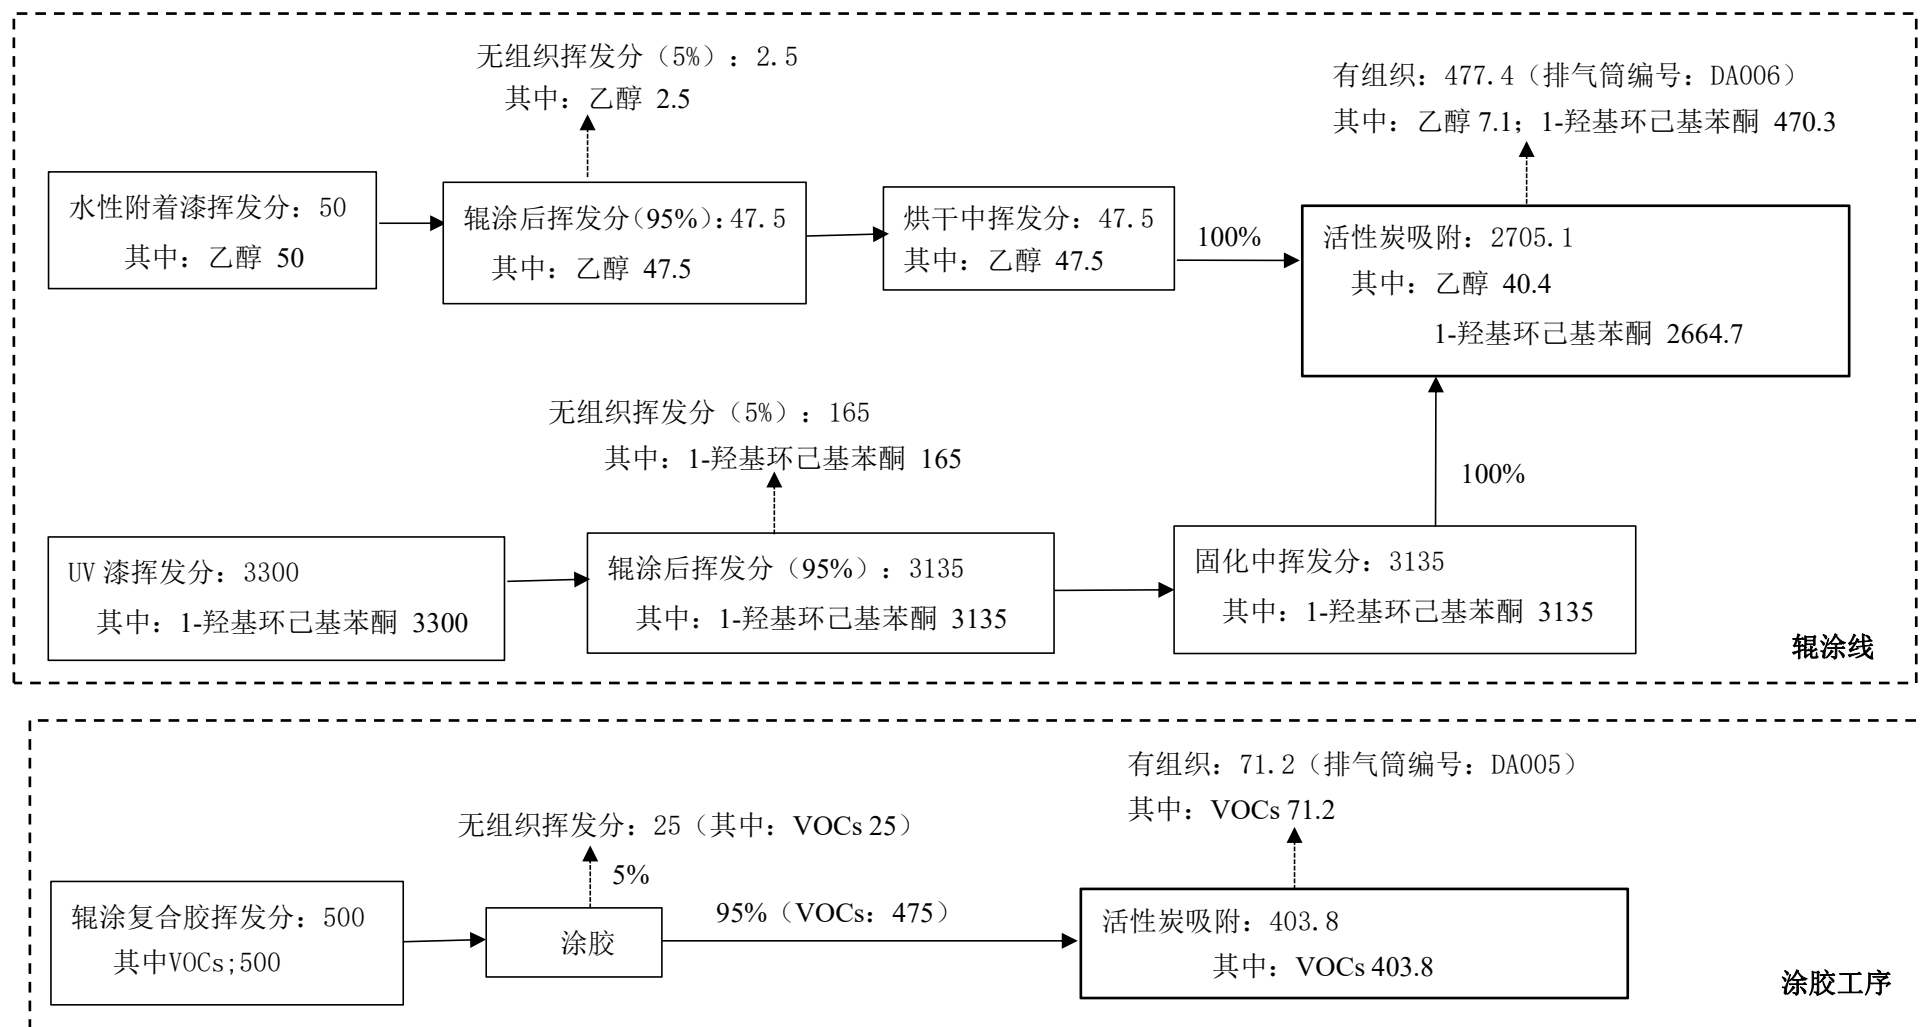 无组织挥发分（5%）：2.5
其中：乙醇 2.5
有组织：477.4（排气筒编号：DA006）
其中：乙醇 7.1；1-羟基环己基苯酮 470.3
水性附着漆挥发分：50
其中：乙醇 50
辊涂后挥发分（95%）：47.5
其中：乙醇 47.5
烘干中挥发分：47.5
其中：乙醇 47.5
100%
活性炭吸附：2705.1
其中：乙醇 40.4
1-羟基环己基苯酮 2664.7
无组织挥发分（5%）：165
其中：1-羟基环己基苯酮 165
100%
UV 漆挥发分：3300
其中：1-羟基环己基苯酮 3300
辊涂后挥发分（95%）：3135
其中：1-羟基环己基苯酮 3135
固化中挥发分：3135
其中：1-羟基环己基苯酮 3135
辊涂线
有组织：71.2（排气筒编号：DA005）
其中：VOCs 71.2
无组织挥发分：25（其中：VOCs 25）
5%
辊涂复合胶挥发分：500
其中VOCs;500
涂胶
95%（VOCs：475）
活性炭吸附：403.8
其中：VOCs 403.8
涂胶工序